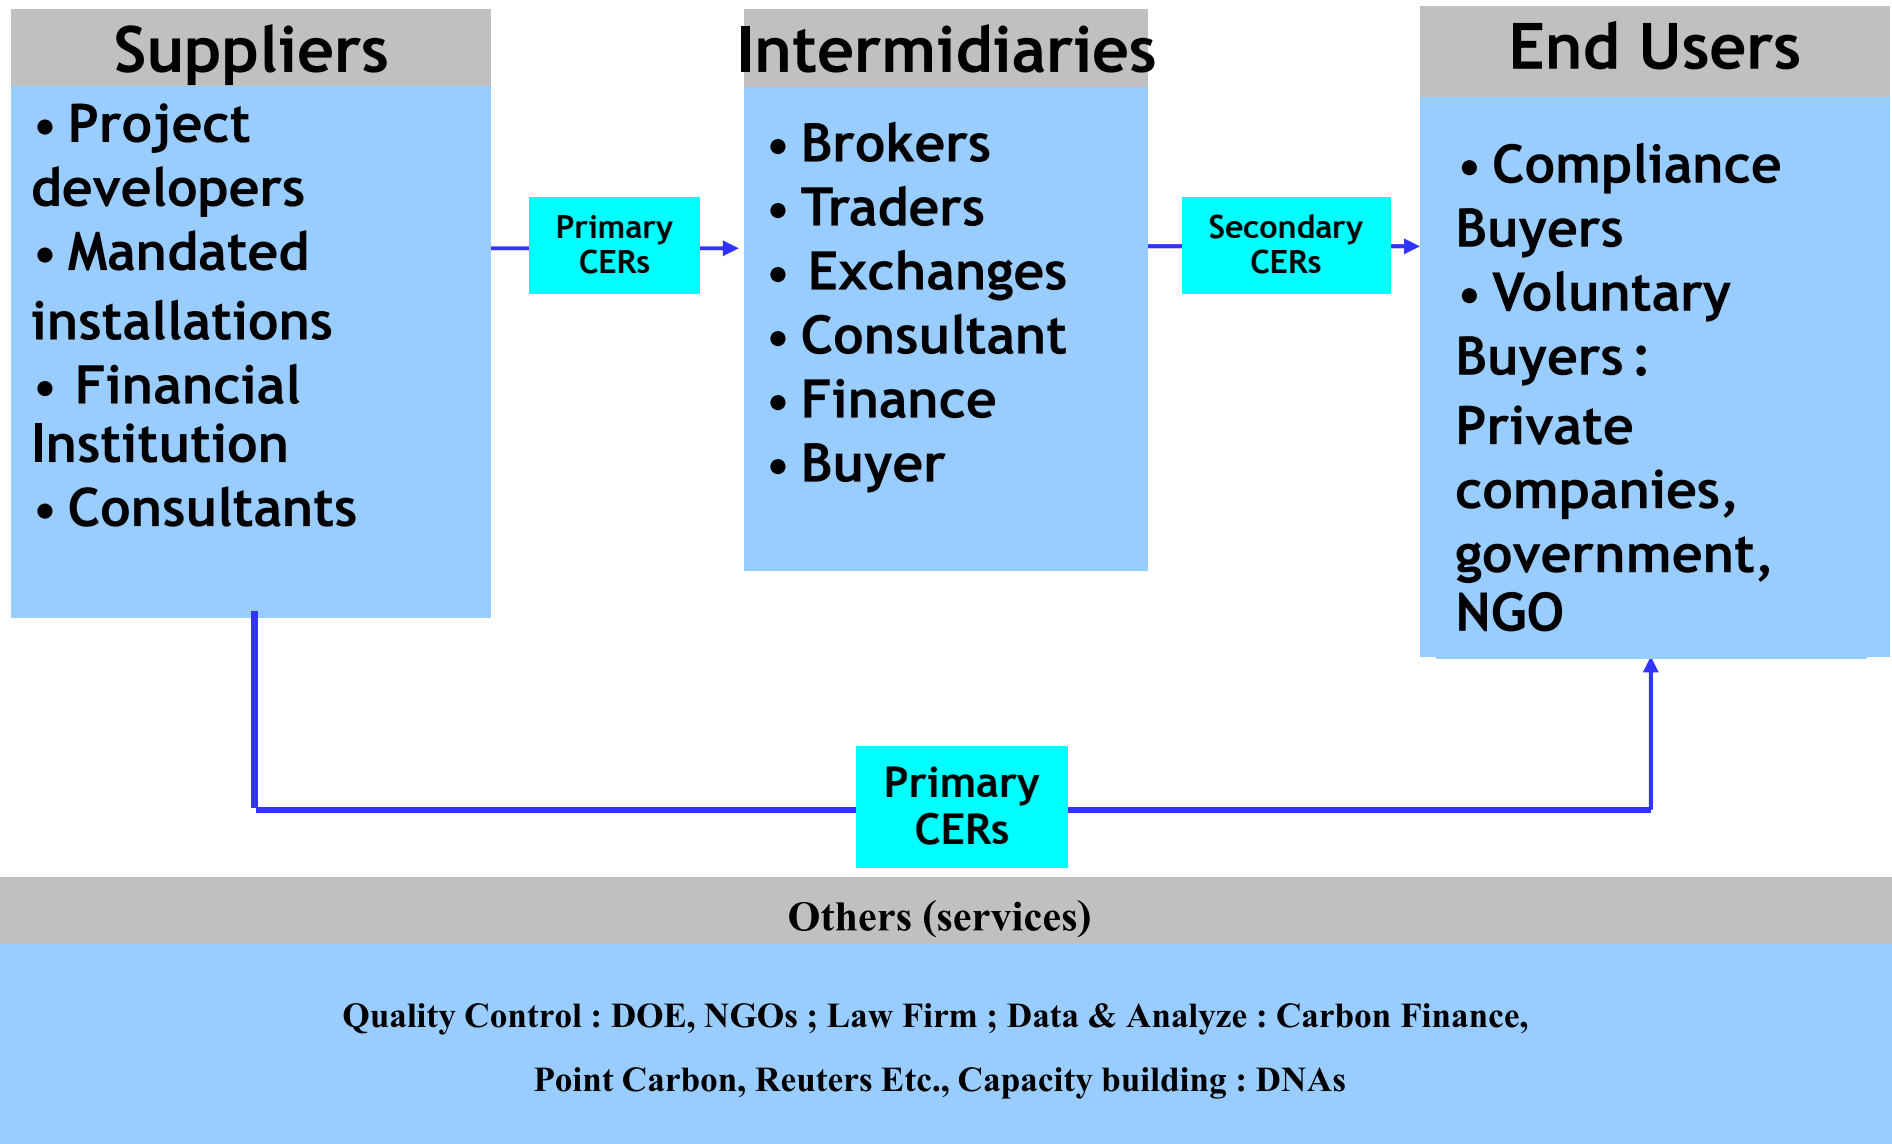 Suppliers
• Project
developers
• Mandated
installations
• Financial
Institution
• Consultants
Primary
CERs
Intermidiaries
• Brokers
• Traders
• Exchanges
• Consultant
• Finance
• Buyer
Secondary
CERs
End Users
• Compliance
Buyers
• Voluntary
Buyers :
Private
companies,
government,
NGO
Primary
CERs
Others (services)
Quality Control : DOE, NGOs ; Law Firm ; Data & Analyze : Carbon Finance,
Point Carbon, Reuters Etc., Capacity building : DNAs